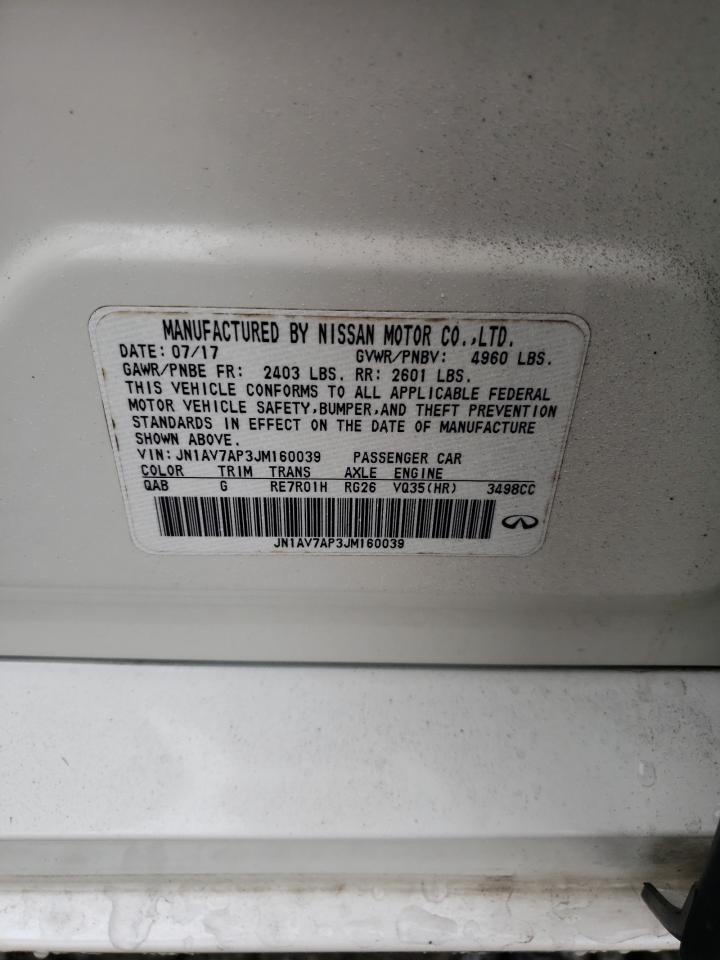 MANUFACTURED BY NISSAN MOTOR CO.,LTD.
DATE: 07/17 GVWR/PNBV: 4960 LBS.
GAWR/PNBE FR: 2403 LBS. RR: 2601 LBS.
THIS VEHICLE CONFORMS TO ALL APPLICABLE FEDERAL
MOTOR VEHICLE SAFETY,BUMPER,AND THEFT PREVENTION
STANDARDS IN EFFECT ON THE DATE OF MANUFACTURE
SHOWN ABOVE.
VIN: JN1AV7AP3JM160039 PASSENGER CAR
COLOR TRIM TRANS AXLE ENGINE
QAB G RE7R01H RG26 VQ35(HR) 3498CC
JN1AV7AP3JM160039